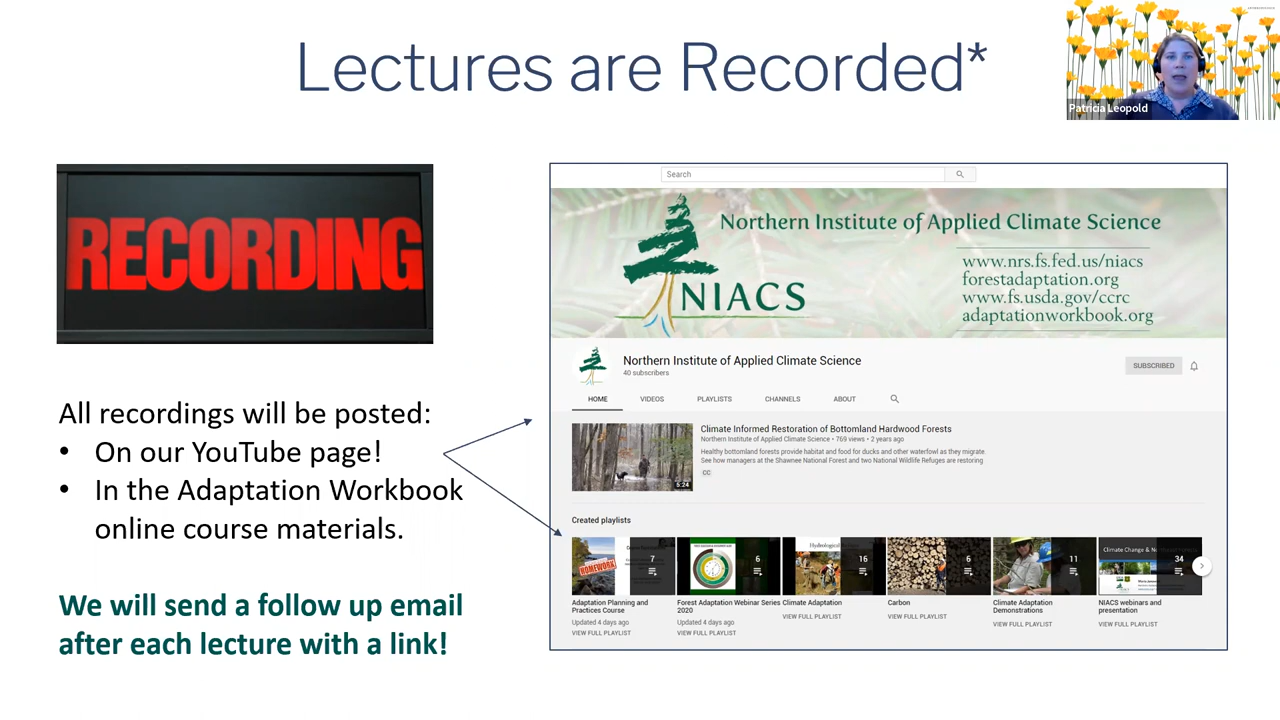 Lectures are Recorded*
Patricia Leopold
RECORDING
All recordings will be posted:
• On our YouTube page!
• In the Adaptation Workbook
online course materials.
We will send a follow up email
after each lecture with a link!
Search
Northern Institute of Applied Climate Science
www.nrs.fs.fed.us/niacs
forestadaptation.org
www.fs.usda.gov/ccrc
adaptationworkbook.org
NIACS
Northern Institute of Applied Climate Science
40 subscribers
SUBSCRIBED
HOME VIDEOS PLAYLISTS CHANNELS ABOUT
5:24
Climate Informed Restoration of Bottomland Hardwood Forests
Northern Institute of Applied Climate Science • 769 views • 2 years ago
Healthy bottomland forests provide habitat and food for ducks and other waterfowl as they migrate.
See how managers at the Shawnee National Forest and two National Wildlife Refuges are restoring
CC
Created playlists
HOMEWORK
7
6
Hydrological
16
6
11
Climate Change &
34
Adaptation Planning and
Practices Course
Updated 4 days ago
VIEW FULL PLAYLIST
Forest Adaptation Webinar Series
2020
Updated 4 days ago
VIEW FULL PLAYLIST
Climate Adaptation
VIEW FULL PLAYLIST
Carbon
VIEW FULL PLAYLIST
Climate Adaptation
Demonstrations
VIEW FULL PLAYLIST
NIACS webinars and
presentation
VIEW FULL PLAYLIST